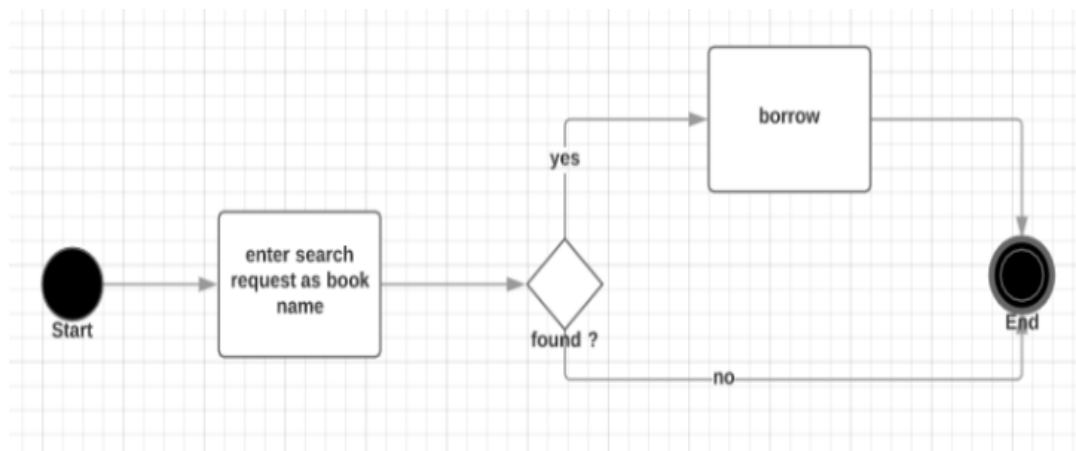 borrow
yes
enter search
request as book
name
Start
found ?
End
no